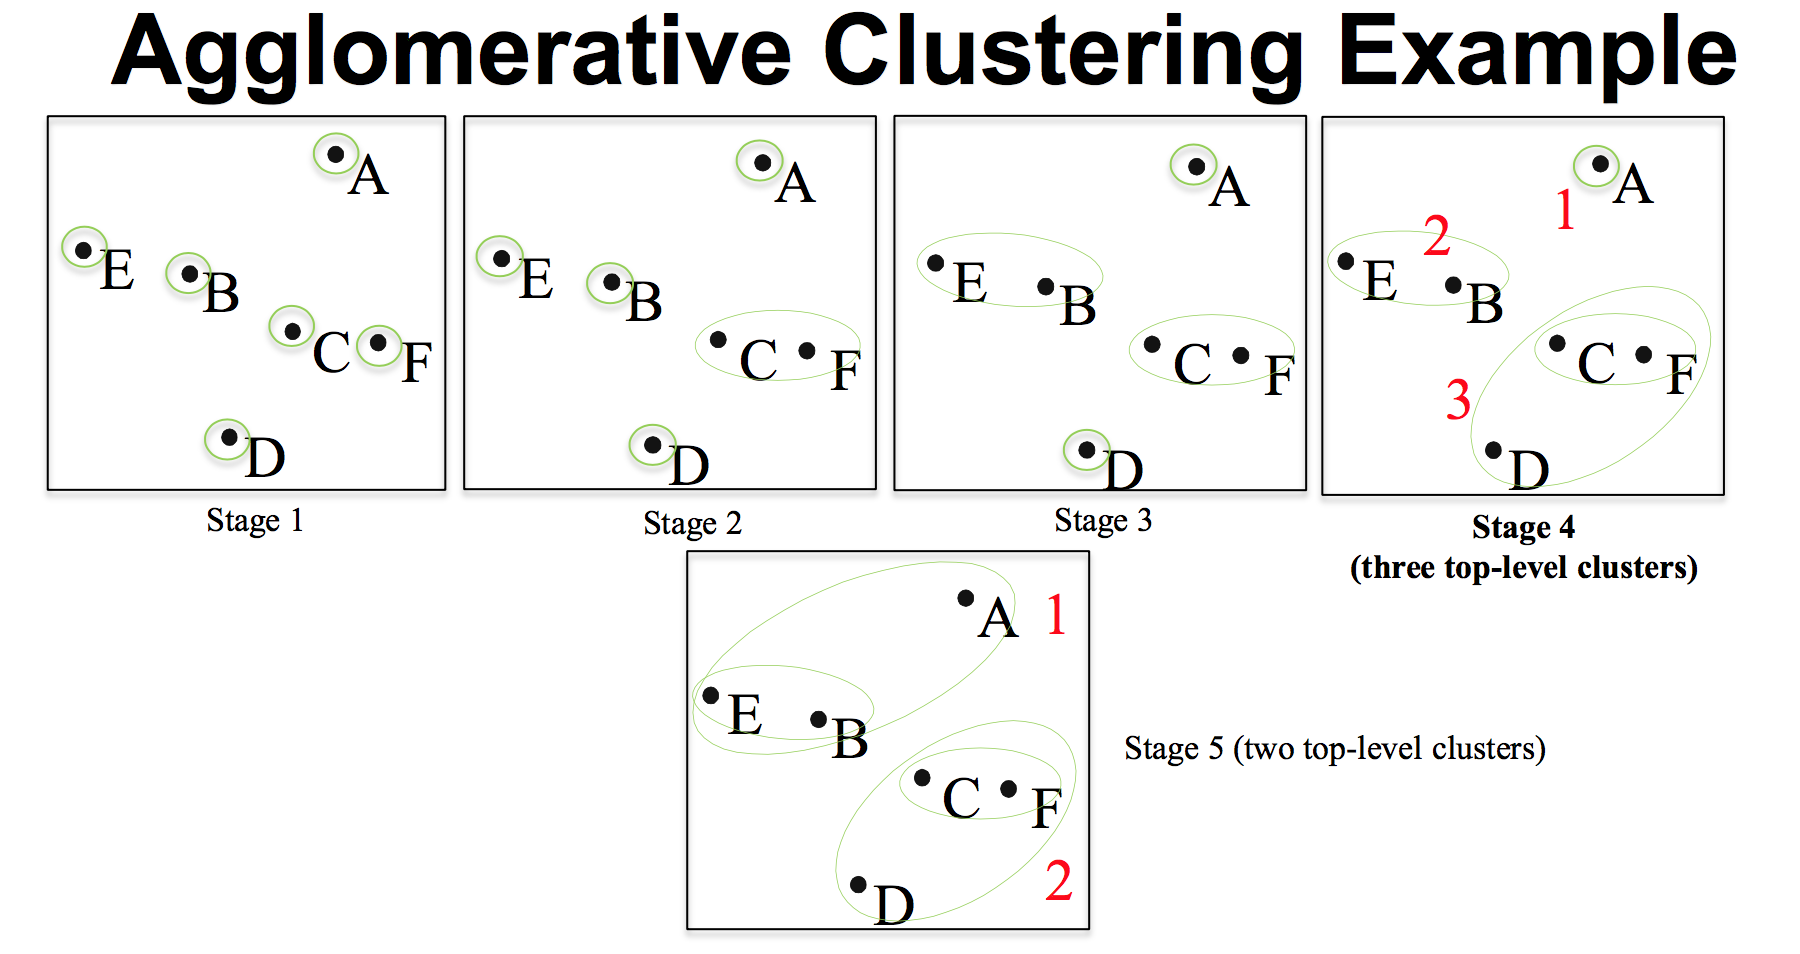 Agglomerative Clustering Example
A
E
B
C
F
D
Stage 1
A
E
B
C
F
D
Stage 2
A
E
B
C
F
D
Stage 3
A
1
2
E
B
C
F
3
D
Stage 4
(three top-level clusters)
A 1
E
B
C
F
2
D
Stage 5 (two top-level clusters)